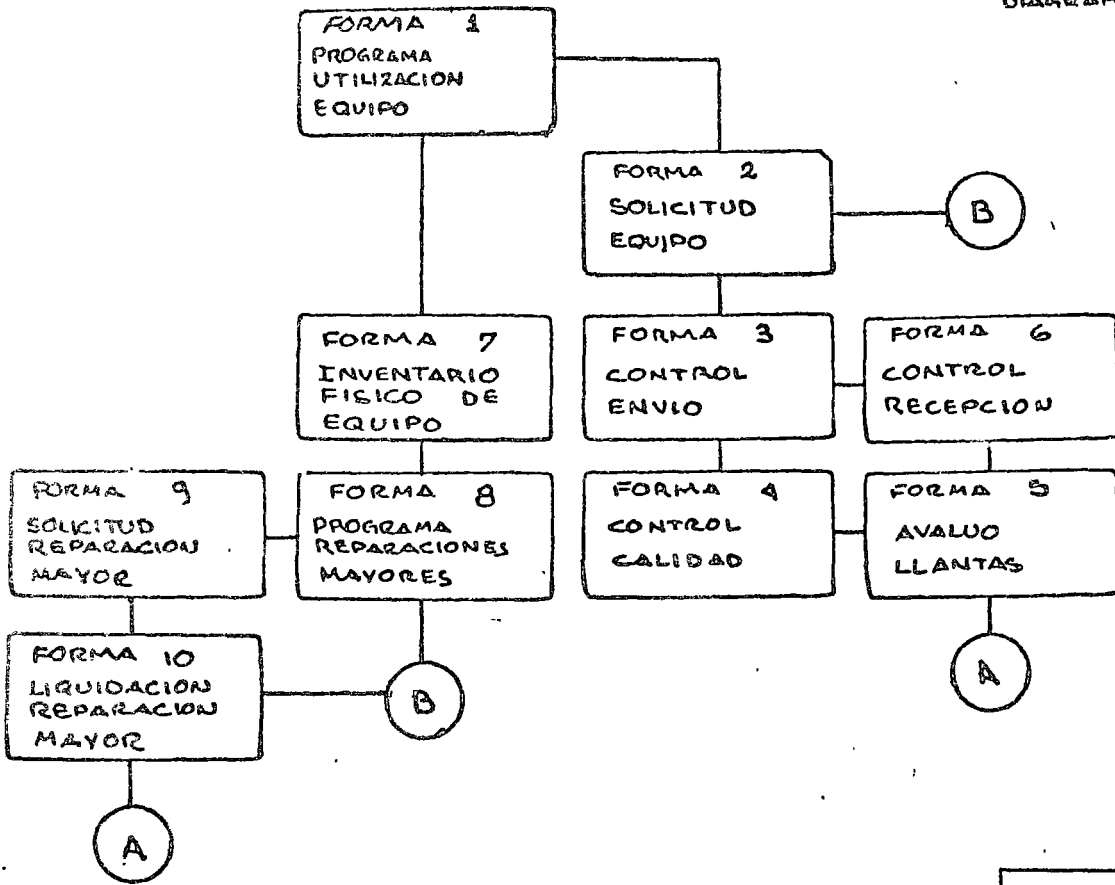 FORMA 1
PROGRAMA
UTILIZACION
EQUIPO
FORMA 2
SOLICITUD
EQUIPO
B
FORMA 7
INVENTARIO
FISICO DE
EQUIPO
FORMA 3
CONTROL
ENVIO
FORMA 6
CONTROL
RECEPCION
FORMA 9
SOLICITUD
REPARACION
MAYOR
FORMA 8
PROGRAMA
REPARACIONES
MAYORES
FORMA 4
CONTROL
CALIDAD
FORMA 5
AVALUO
LLANTAS
FORMA 10
LIQUIDACION
REPARACION
MAYOR
B
A
A